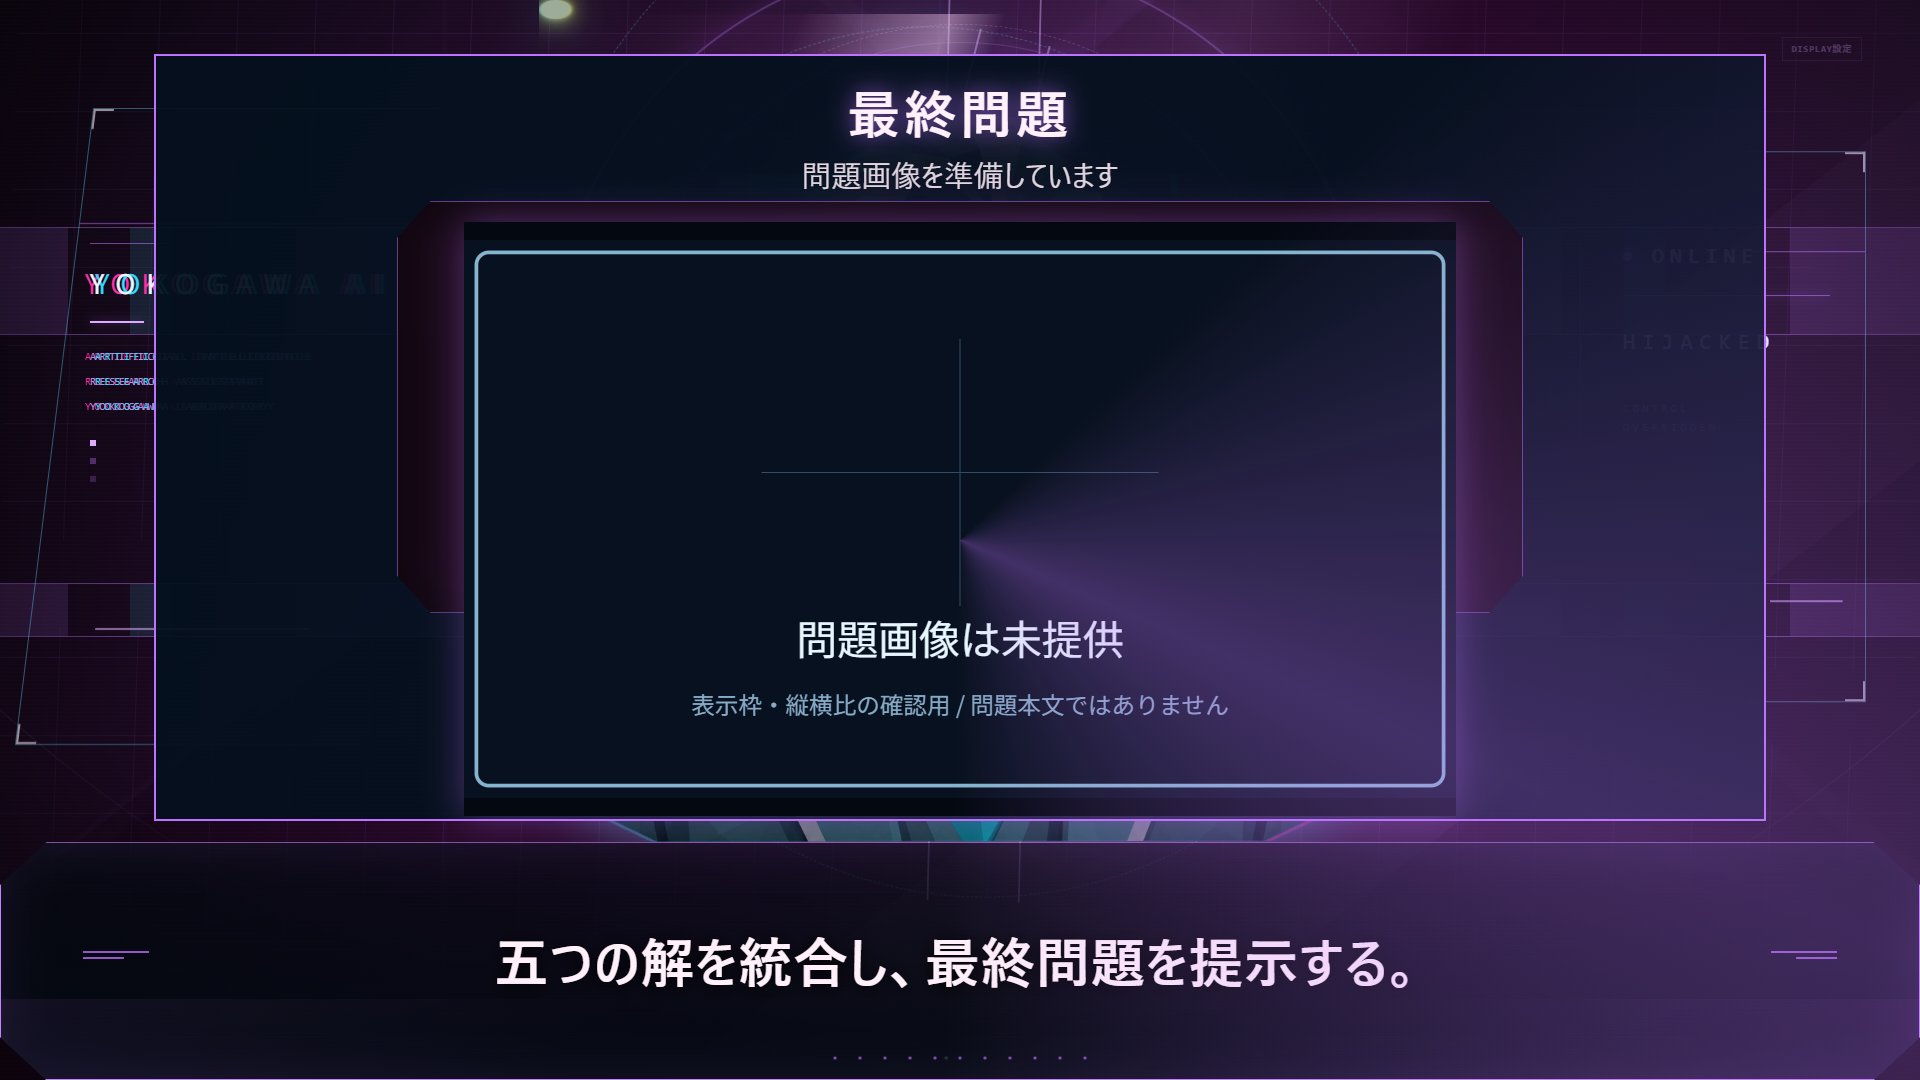 DISPLAY設定
最終問題
問題画像を準備しています
YOKOGAWA AI
ONLINE
HIJACKED
CONTROL
OVERRIDDEN
問題画像は未提供
表示枠・縦横比の確認用 / 問題本文ではありません
五つの解を統合し、最終問題を提示する。